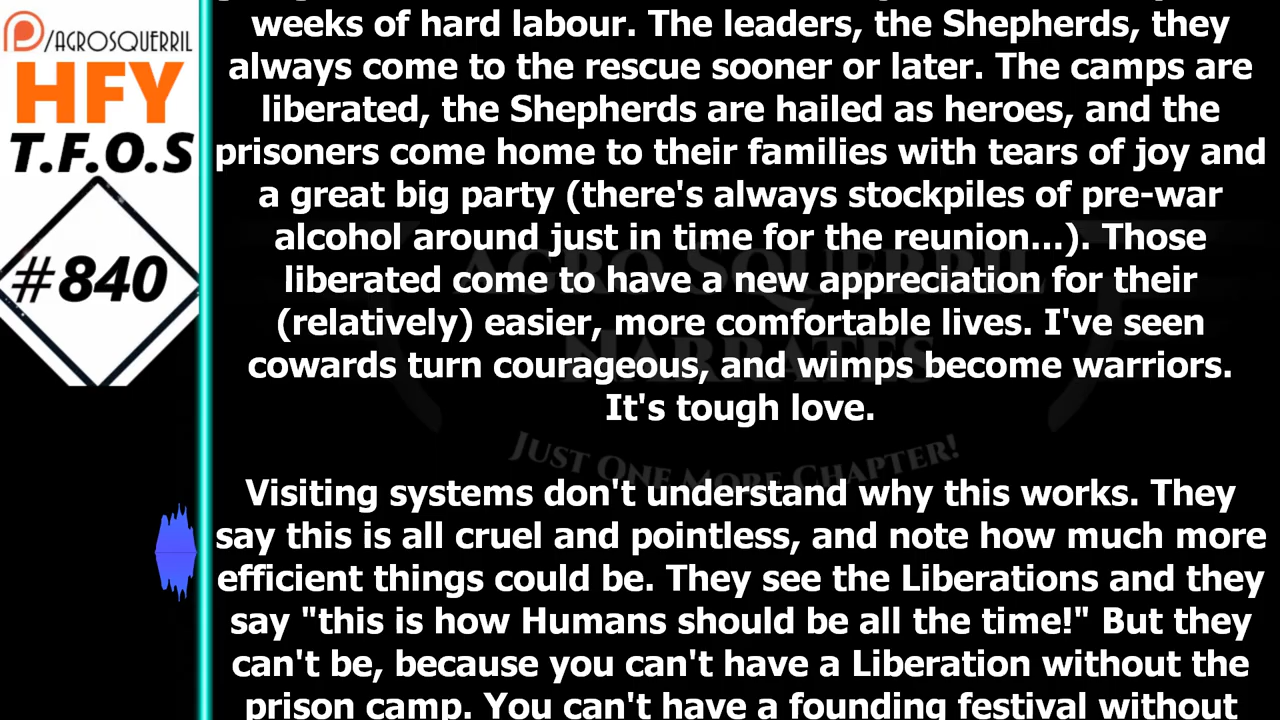 /AGROSQUERRIL
HFY
T.F.O.S
#840
weeks of hard labour. The leaders, the Shepherds, they
always come to the rescue sooner or later. The camps are
liberated, the Shepherds are hailed as heroes, and the
prisoners come home to their families with tears of joy and
a great big party (there's always stockpiles of pre-war
alcohol around just in time for the reunion...). Those
liberated come to have a new appreciation for their
(relatively) easier, more comfortable lives. I've seen
cowards turn courageous, and wimps become warriors.
It's tough love.
Visiting systems don't understand why this works. They
say this is all cruel and pointless, and note how much more
efficient things could be. They see the Liberations and they
say "this is how Humans should be all the time!" But they
can't be, because you can't have a Liberation without the
prison camp. You can't have a founding festival without
AGRO SQUERRIL
NARRATES
JUST ONE MORE CHAPTER!